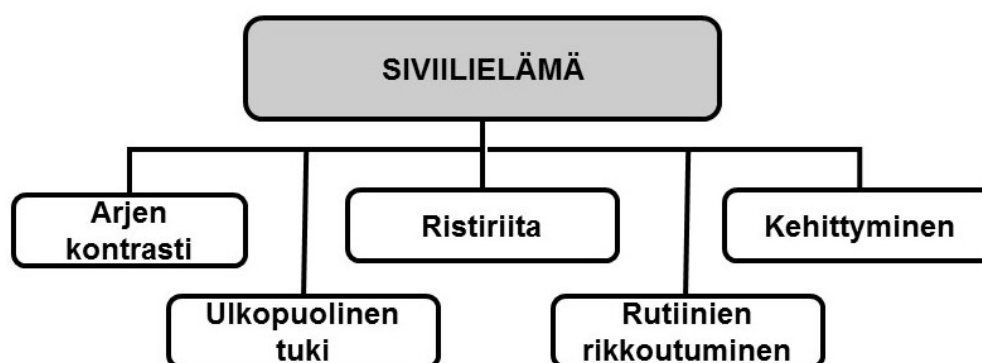 SIVIILIELÄMÄ
Arjen
kontrasti
Ristiriita
Kehittyminen
Ulkopuolinen
tuki
Rutiinien
rikkoutuminen